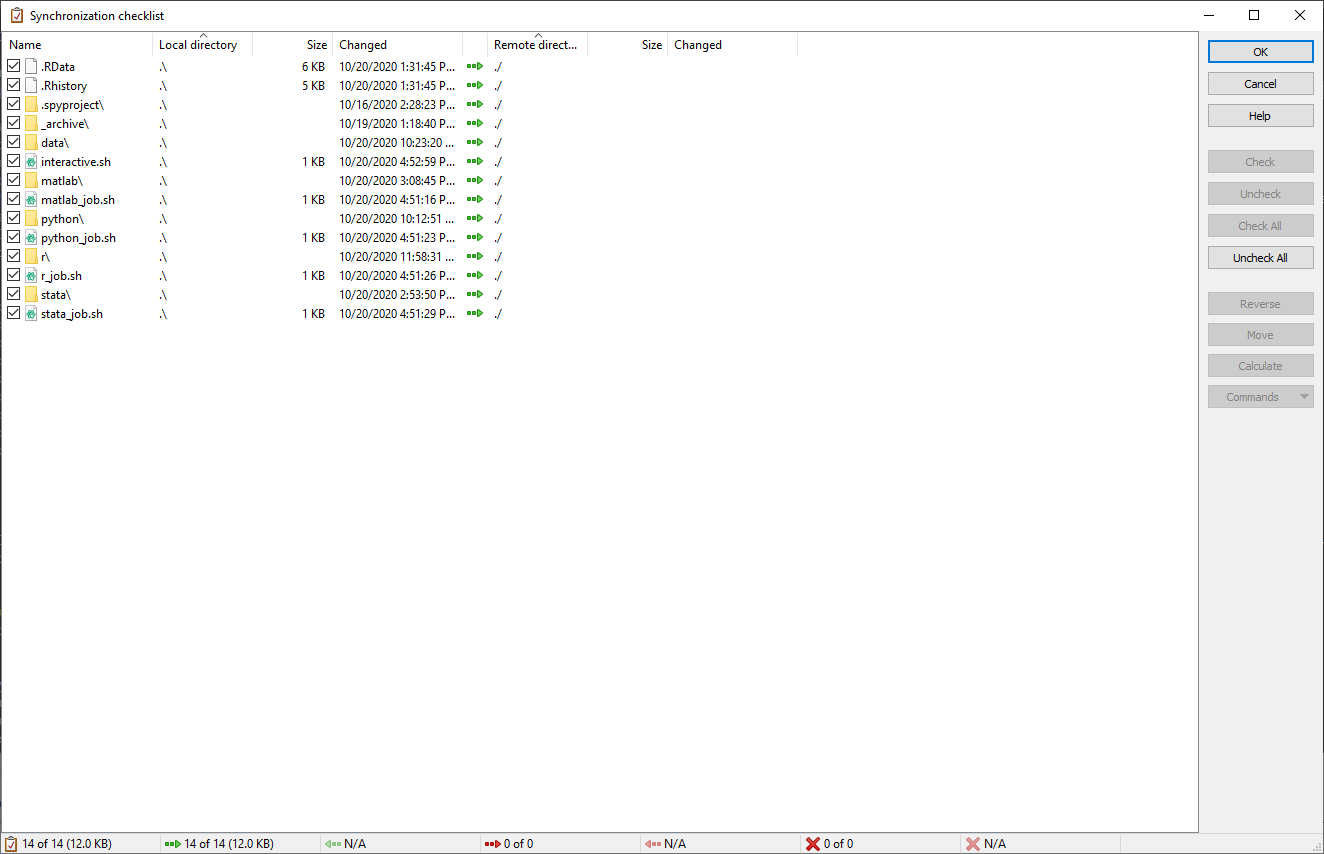 Synchronization checklist
Name Local directory Size Changed Remote direct... Size Changed
.RData .\ 6 KB 10/20/2020 1:31:45 P... ./
.Rhistory .\ 5 KB 10/20/2020 1:31:45 P... ./
.spyproject\ .\ 10/16/2020 2:28:23 P... ./
_archive\ .\ 10/19/2020 1:18:40 P... ./
data\ .\ 10/20/2020 10:23:20 ... ./
interactive.sh .\ 1 KB 10/20/2020 4:52:59 P... ./
matlab\ .\ 10/20/2020 3:08:45 P... ./
matlab_job.sh .\ 1 KB 10/20/2020 4:51:16 P... ./
python\ .\ 10/20/2020 10:12:51 ... ./
python_job.sh .\ 1 KB 10/20/2020 4:51:23 P... ./
r\ .\ 10/20/2020 11:58:31 ... ./
r_job.sh .\ 1 KB 10/20/2020 4:51:26 P... ./
stata\ .\ 10/20/2020 2:53:50 P... ./
stata_job.sh .\ 1 KB 10/20/2020 4:51:29 P... ./
OK
Cancel
Help
Check
Uncheck
Check All
Uncheck All
Reverse
Move
Calculate
Commands
14 of 14 (12.0 KB) 14 of 14 (12.0 KB) N/A 0 of 0 N/A 0 of 0 N/A